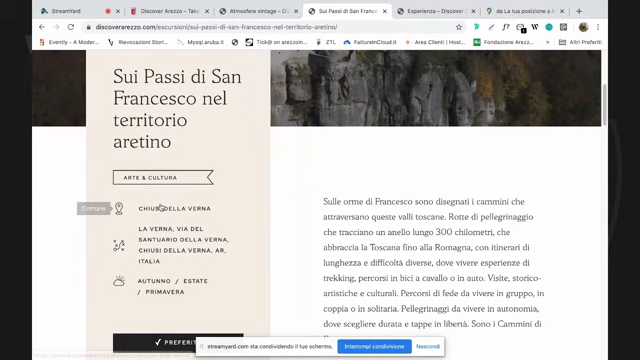 StreamYard
Discover Arezzo – Take
Atmosfere vintage – Di
Sui Passi di San Francesc
Esperienza – Discover
da La tua posizione a
discoverarezzo.com/escursioni/sui-passi-di-san-francesco-nel-territorio-aretino/
Evently – A Modern
Rievocazioni Storic
Mysql.aruba.it
Tick@ on arezzoin
ZTL
FattureInCloud.it
Area Clienti | Host
Fondazione Arezzo
Altri Preferiti
Sui Passi di San
Francesco nel
territorio
aretino
ARTE & CULTURA
Comune
CHIUSI DELLA VERNA
LA VERNA, VIA DEL
SANTUARIO DELLA VERNA,
CHIUSI DELLA VERNA, AR,
ITALIA
AUTUNNO / ESTATE
/ PRIMAVERA
PREFERIT
Sulle orme di Francesco sono disegnati i cammini che
attraversano queste valli toscane. Rotte di pellegrinaggio
che tracciano un anello lungo 300 chilometri, che
abbraccia la Toscana fino alla Romagna, con itinerari di
lunghezza e difficoltà diverse, dove vivere esperienze di
trekking, percorsi in bici a cavallo o in auto. Visite, storico-
artistiche e culturali. Percorsi di fede da vivere in gruppo, in
coppia o in solitaria. Pellegrinaggi da vivere in autonomia,
dove scegliere durata e tappe in libertà. Sono i Cammini di
streamyard.com sta condividendo il tuo schermo.
Interrompi condivisione
Nascondi